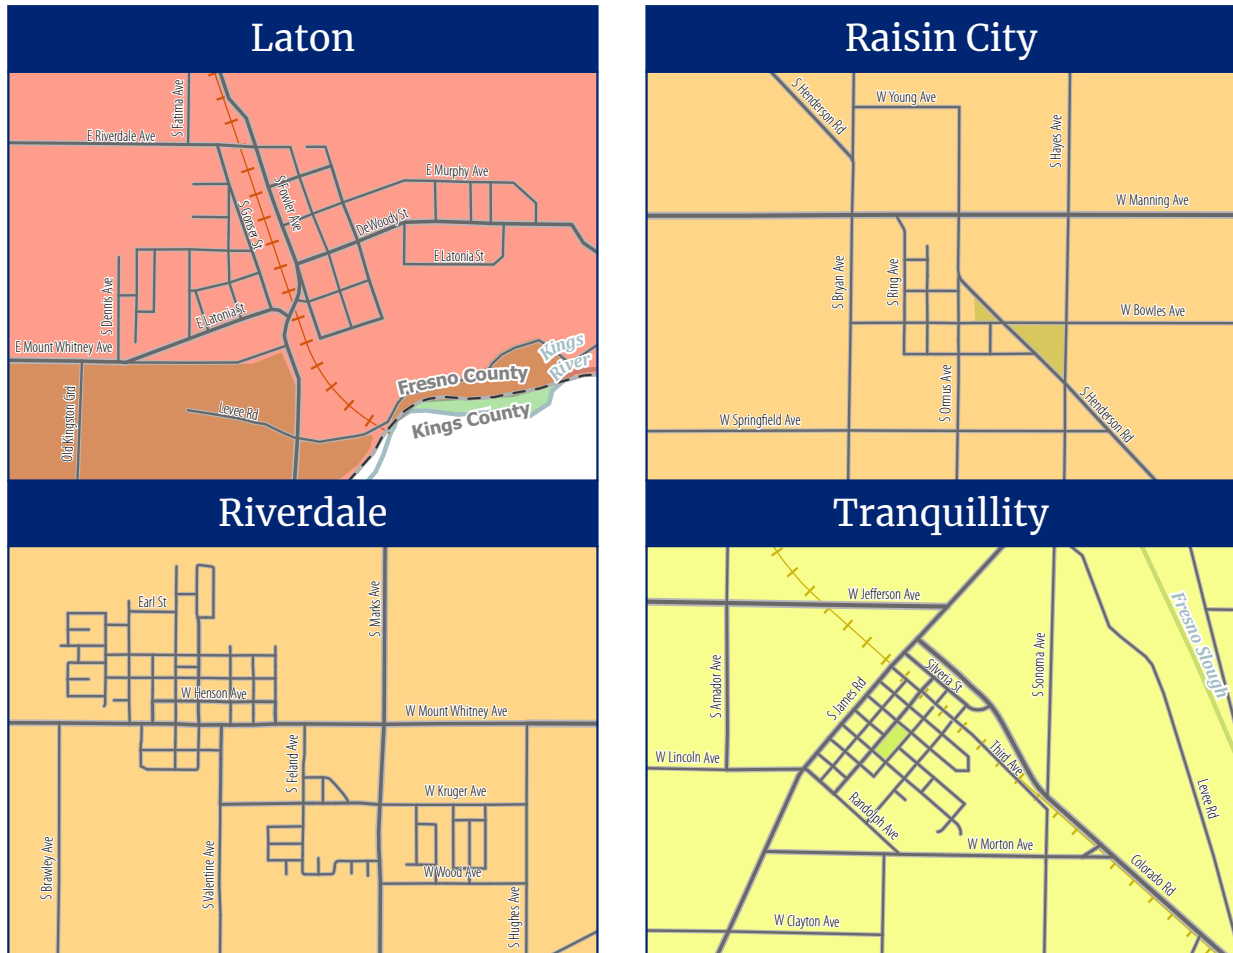 Laton
S Fatima Ave
E Riverdale Ave
E Murphy Ave
S Fowler Ave
S Gonser St
DeWoody St
E Latonia St
S Dennis Ave
E Latonia St
E Mount Whitney Ave
Kings
River
Fresno County
Kings County
Levee Rd
Old Kingston Grd
Raisin City
S Henderson Rd
W Young Ave
S Hayes Ave
W Manning Ave
S Bryan Ave
S Ring Ave
W Bowles Ave
S Ormus Ave
W Springfield Ave
S Henderson Rd
Riverdale
Earl St
S Marks Ave
W Henson Ave
W Mount Whitney Ave
S Feland Ave
W Kruger Ave
S Brawley Ave
S Valentine Ave
W Wood Ave
S Hughes Ave
Tranquillity
W Jefferson Ave
Fresno Slough
S Amador Ave
S James Rd
Silveria St
S Sonoma Ave
W Lincoln Ave
Third Ave
Levee Rd
Randolph Ave
W Morton Ave
Colorado Rd
W Clayton Ave